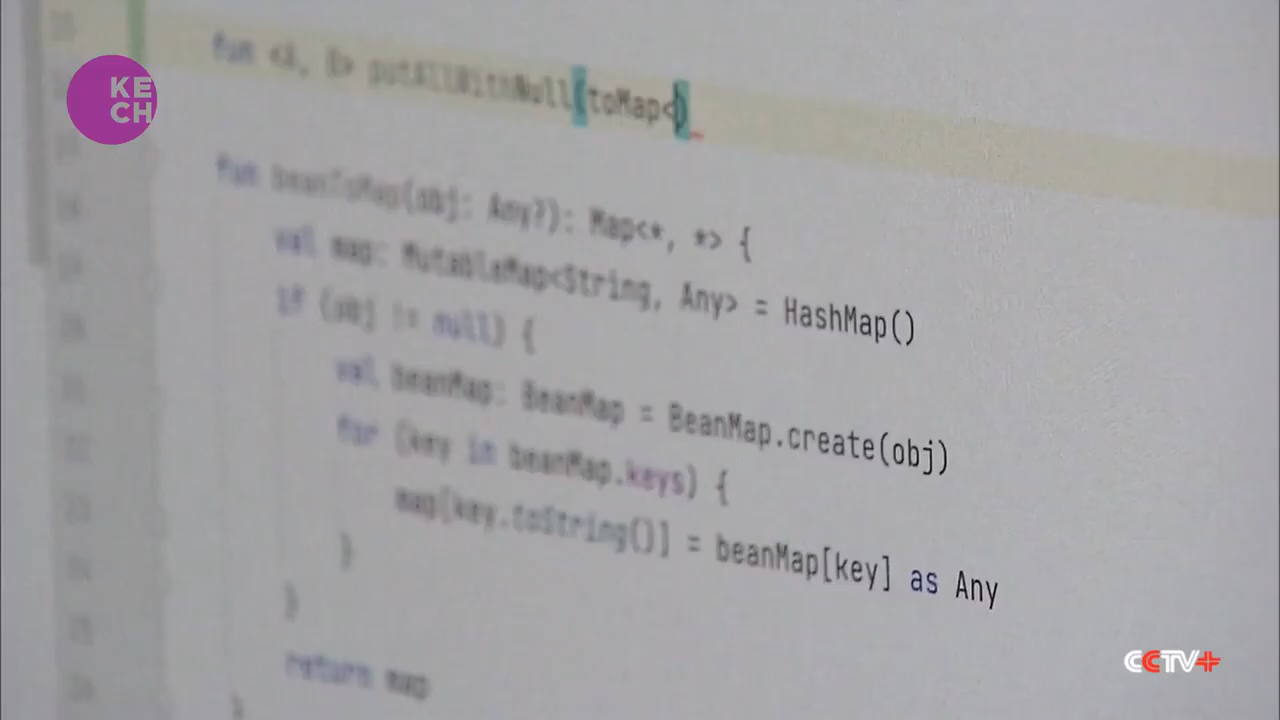 KE
CH
fun <A, B> putAllWithNull(toMap<)
fun beanToMap(obj: Any?): Map<*, *> {
val map: MutableMap<String, Any> = HashMap()
if (obj != null) {
val beanMap: BeanMap = BeanMap.create(obj)
for (key in beanMap.keys) {
map[key.toString()] = beanMap[key] as Any
}
}
return map
}
CCTV+